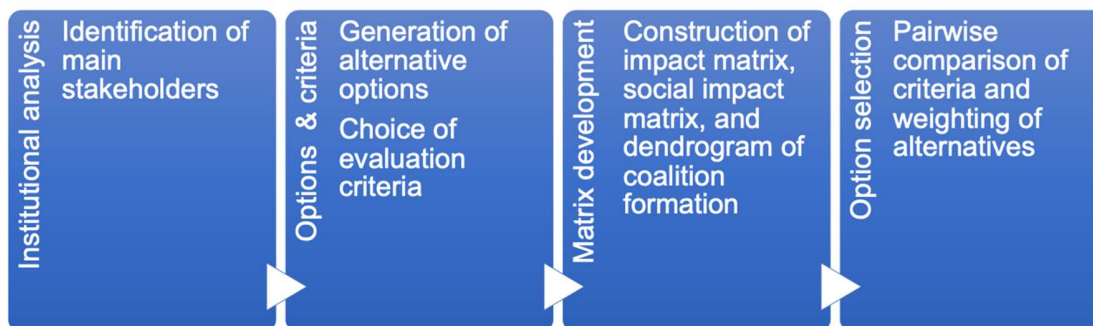 Institutional analysis
Identification of
main
stakeholders
Options & criteria
Generation of
alternative
options
Choice of
evaluation
criteria
Matrix development
Construction of
impact matrix,
social impact
matrix, and
dendrogram of
coalition
formation
Option selection
Pairwise
comparison of
criteria and
weighting of
alternatives